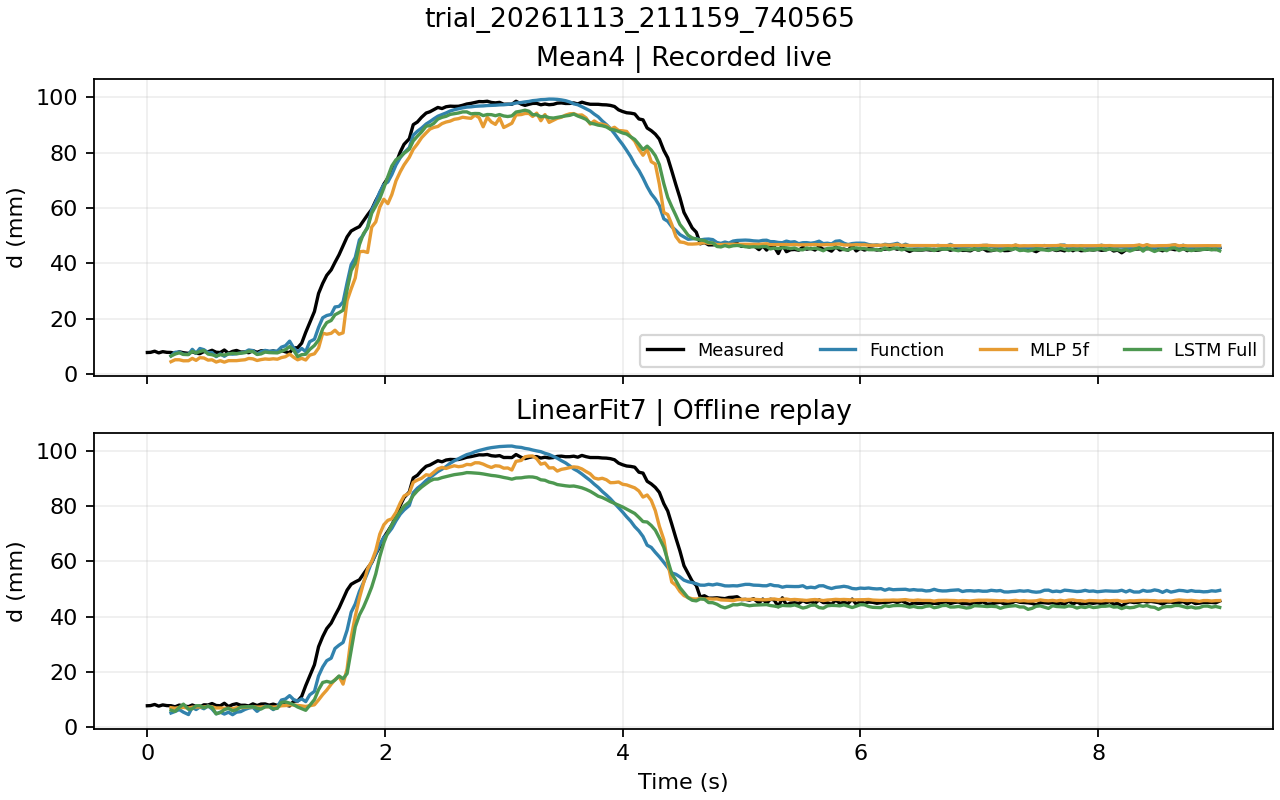 trial_20261113_211159_740565
Mean4 | Recorded live
100
80
60
40
20
0
d (mm)
Measured
Function
MLP 5f
LSTM Full
LinearFit7 | Offline replay
100
80
60
40
20
0
d (mm)
0
2
4
6
8
Time (s)